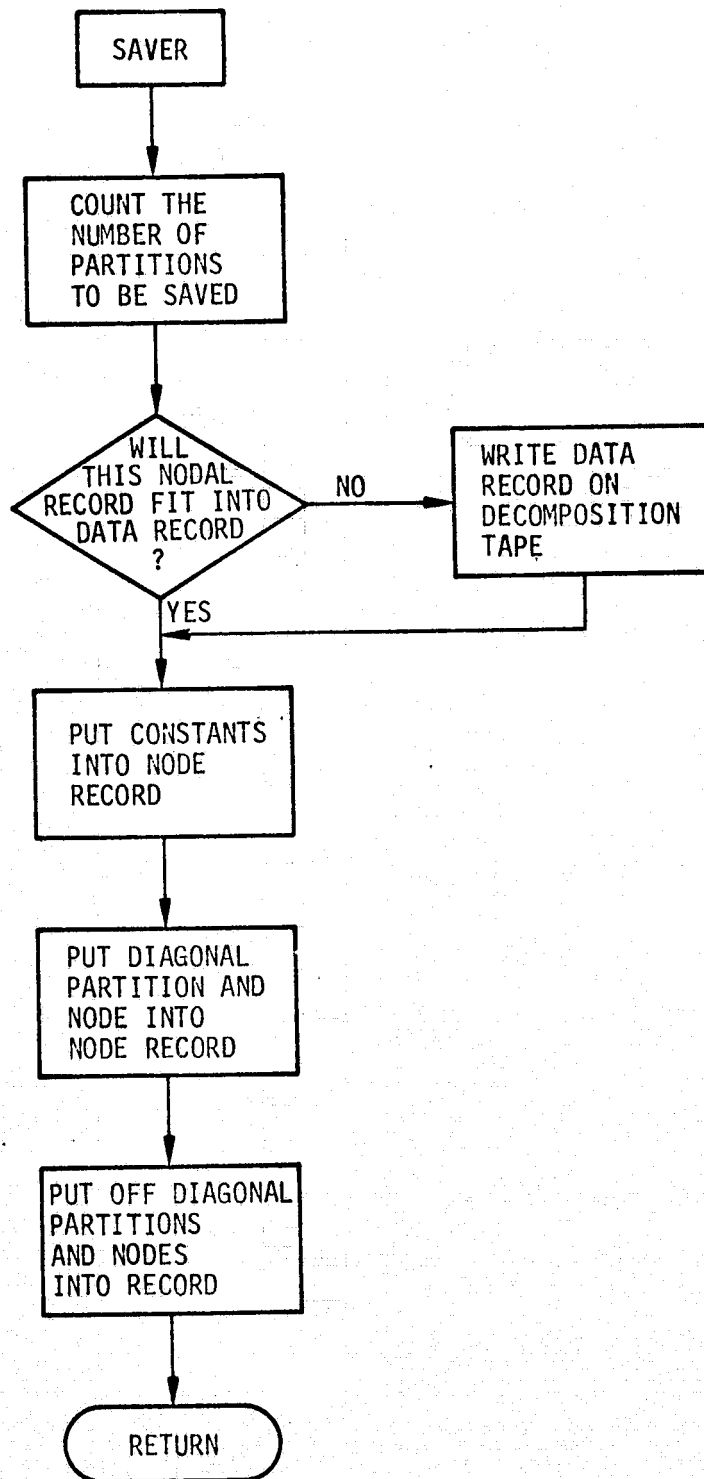 SAVER
COUNT THE
NUMBER OF
PARTITIONS
TO BE SAVED
WILL
THIS NODAL
RECORD FIT INTO
DATA RECORD
?
NO
WRITE DATA
RECORD ON
DECOMPOSITION
TAPE
YES
PUT CONSTANTS
INTO NODE
RECORD
PUT DIAGONAL
PARTITION AND
NODE INTO
NODE RECORD
PUT OFF DIAGONAL
PARTITIONS
AND NODES
INTO RECORD
RETURN